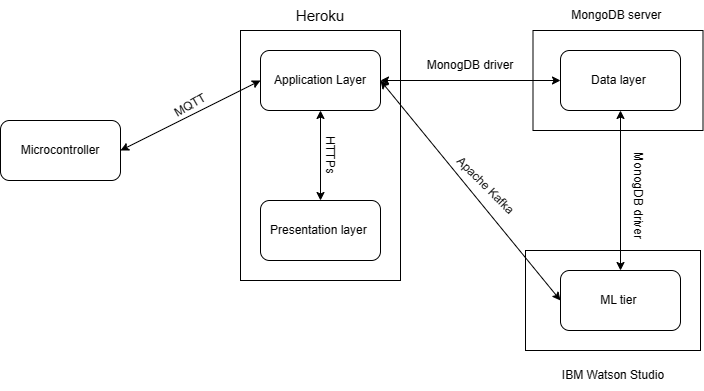 Heroku
MongoDB server
Application Layer
MonogDB driver
Data layer
MQTT
Microcontroller
HTTPs
Apache Kafka
MonogDB driver
Presentation layer
ML tier
IBM Watson Studio